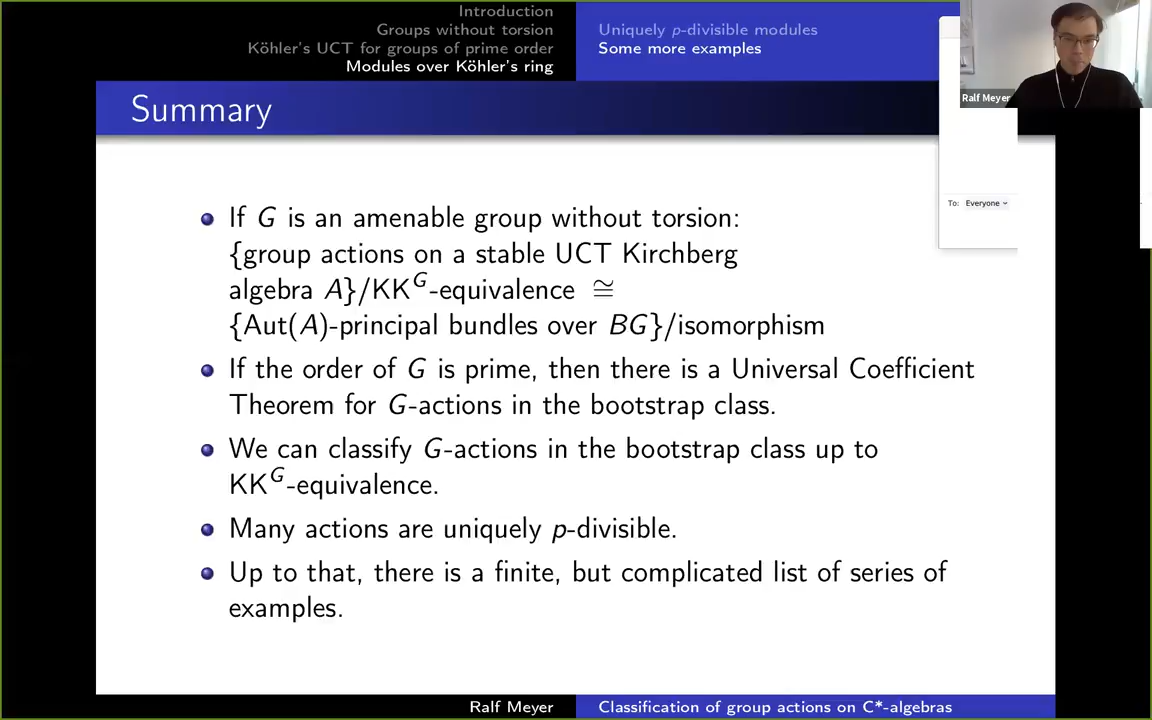 Introduction
Groups without torsion
Köhler's UCT for groups of prime order
Modules over Köhler's ring
Uniquely p-divisible modules
Some more examples
Ralf Meyer
Summary
To: Everyone
If G is an amenable group without torsion:
{group actions on a stable UCT Kirchberg
algebra A}/KK^G-equivalence ≅
{Aut(A)-principal bundles over BG}/isomorphism
If the order of G is prime, then there is a Universal Coefficient
Theorem for G-actions in the bootstrap class.
We can classify G-actions in the bootstrap class up to
KK^G-equivalence.
Many actions are uniquely p-divisible.
Up to that, there is a finite, but complicated list of series of
examples.
Ralf Meyer
Classification of group actions on C*-algebras